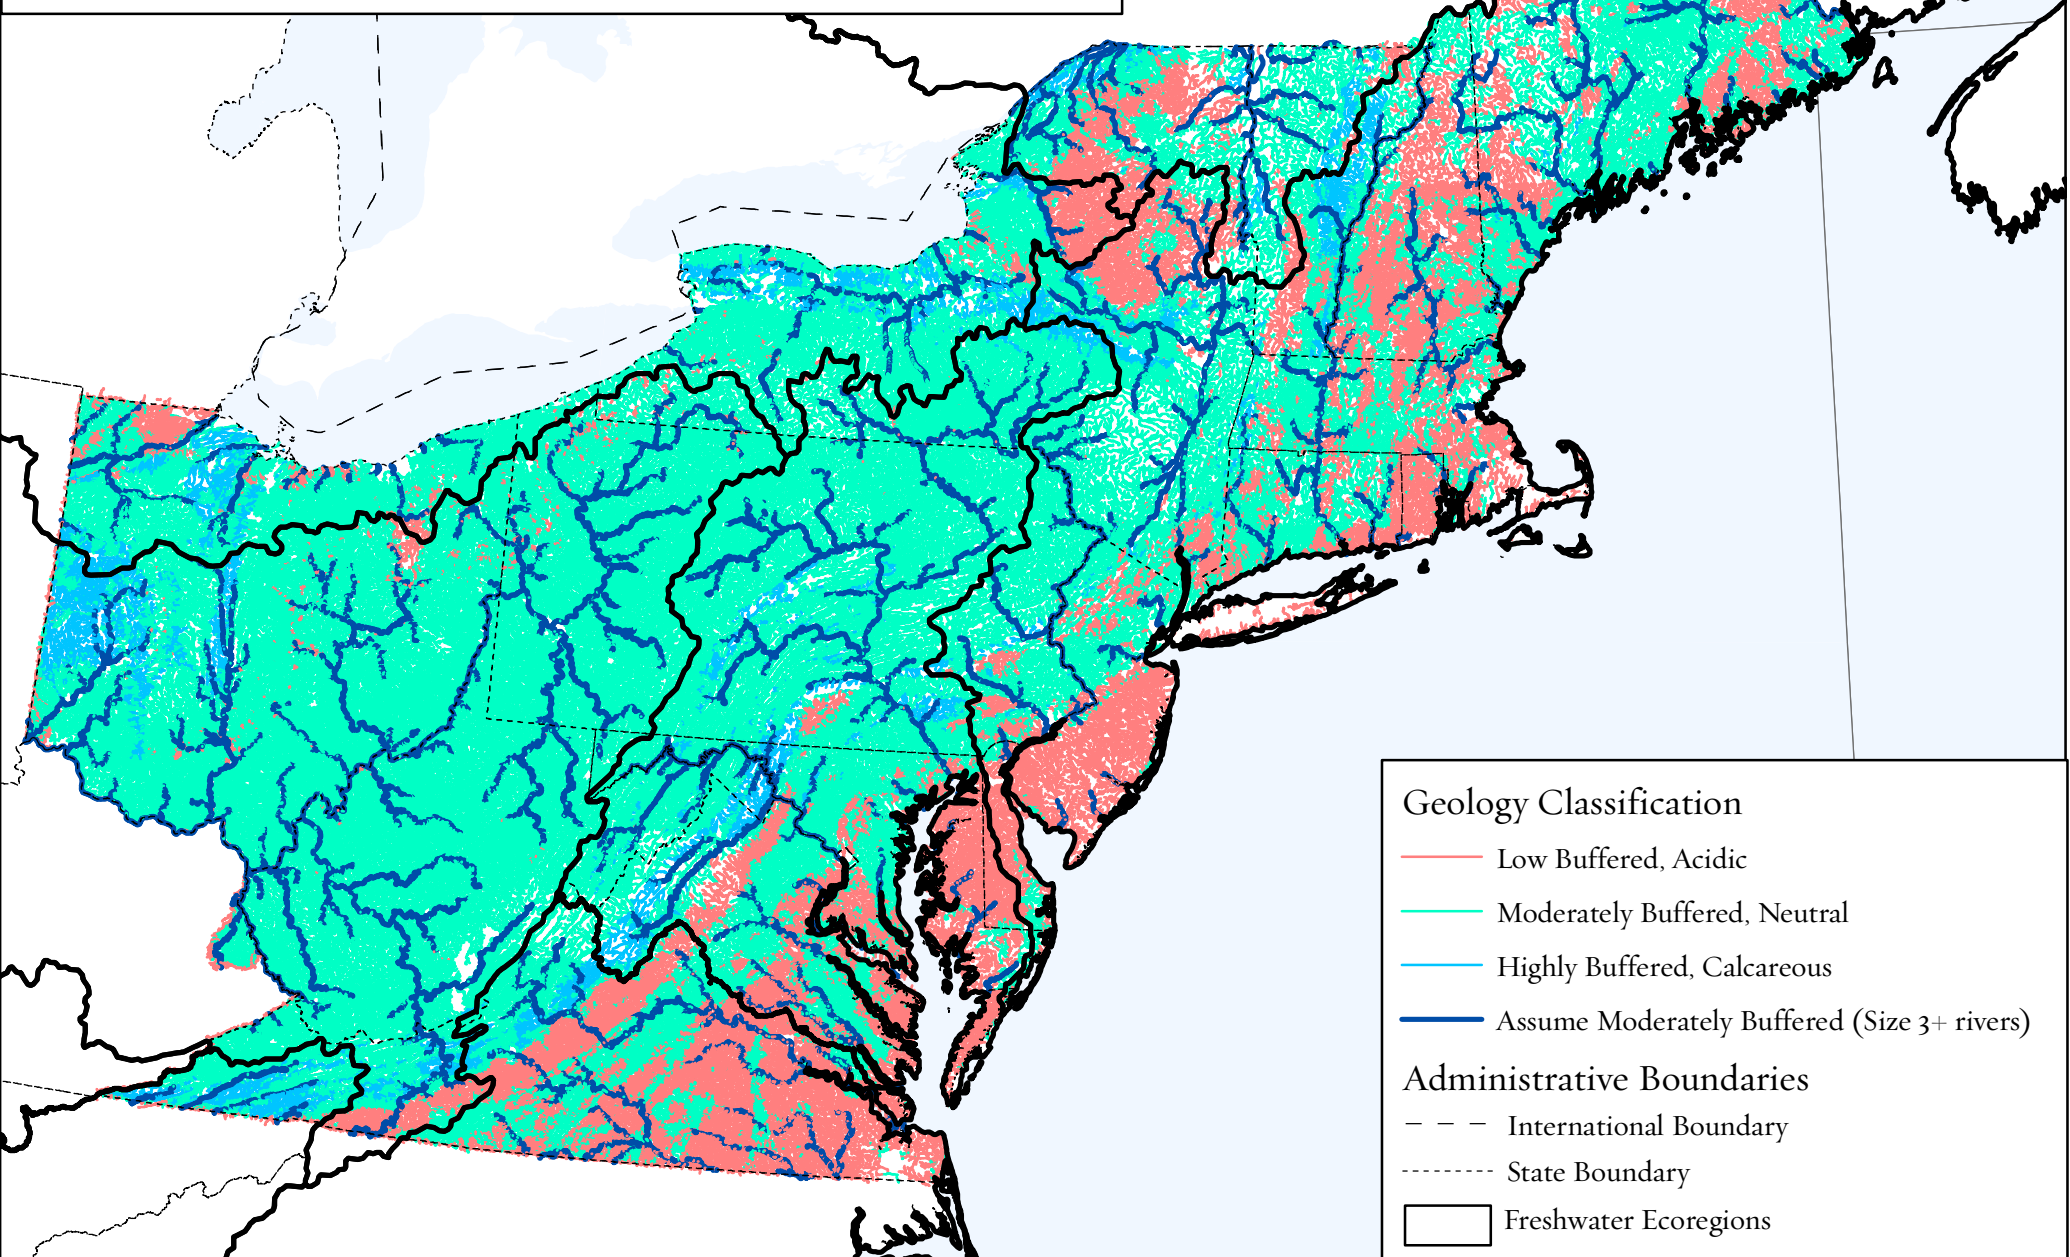 Geology Classification
Low Buffered, Acidic
Moderately Buffered, Neutral
Highly Buffered, Calcareous
Assume Moderately Buffered (Size 3+ rivers)
Administrative Boundaries
International Boundary
State Boundary
Freshwater Ecoregions